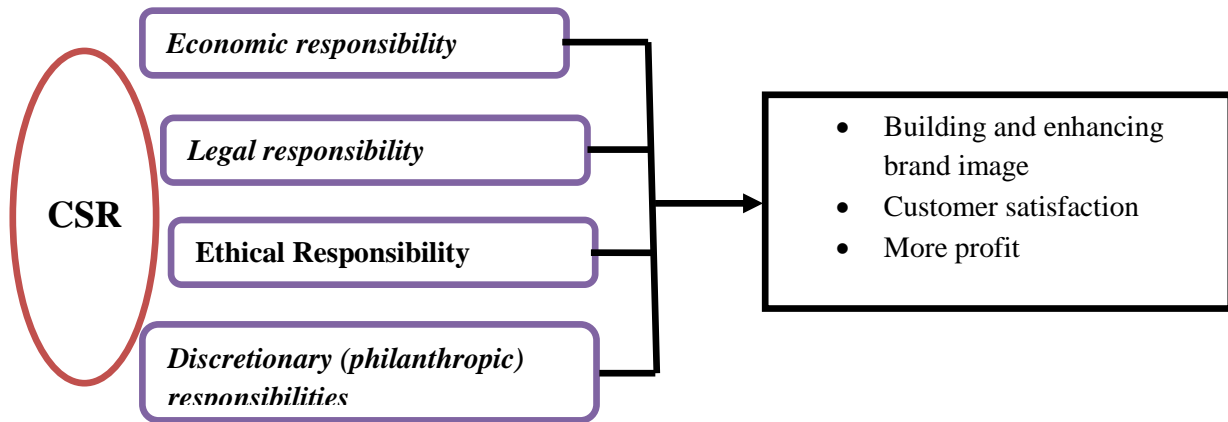 CSR
Economic responsibility
Legal responsibility
Ethical Responsibility
Discretionary (philanthropic)
responsibilities
• Building and enhancing
brand image
• Customer satisfaction
• More profit